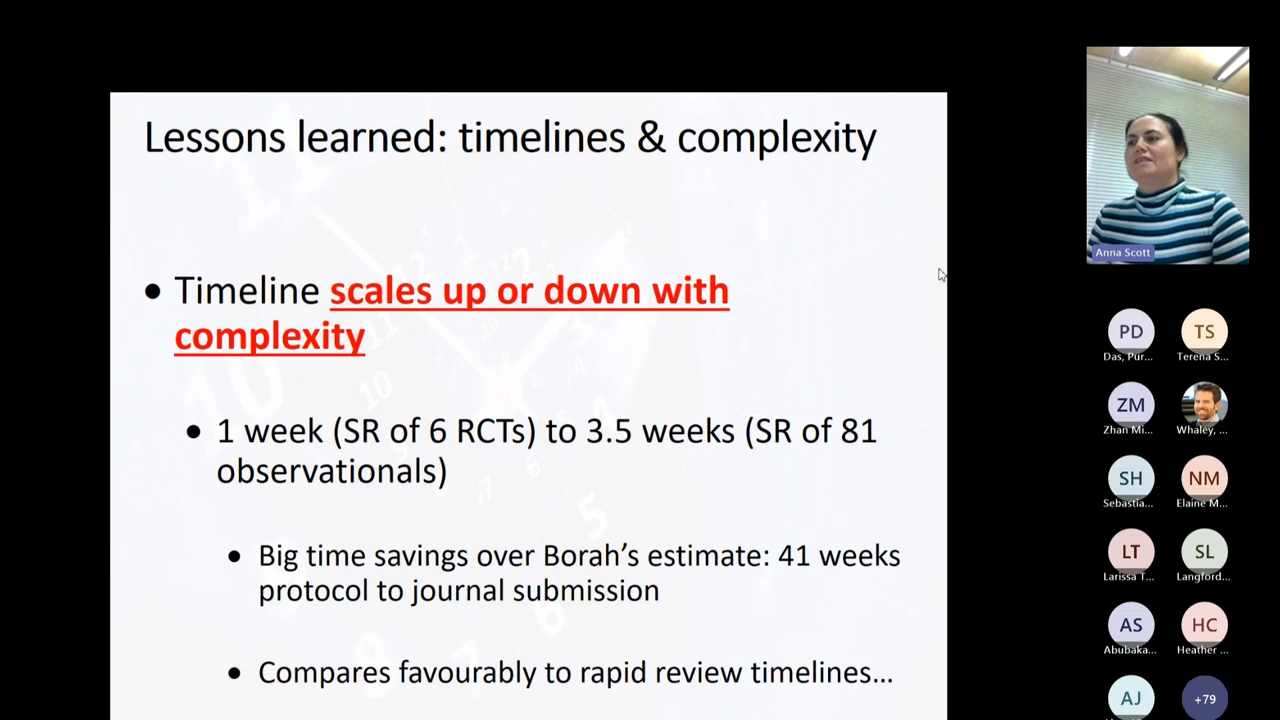 Lessons learned: timelines & complexity
• Timeline scales up or down with
complexity
• 1 week (SR of 6 RCTs) to 3.5 weeks (SR of 81
observationals)
• Big time savings over Borah’s estimate: 41 weeks
protocol to journal submission
• Compares favourably to rapid review timelines...
Anna Scott
PD
TS
Das, Pur...
Terena S...
ZM
Zhan Mi...
Whaley, ...
SH
NM
Sebastia...
Elaine M...
LT
SL
Larissa T...
Langford...
AS
HC
Abubaka...
Heather ...
AJ
+79